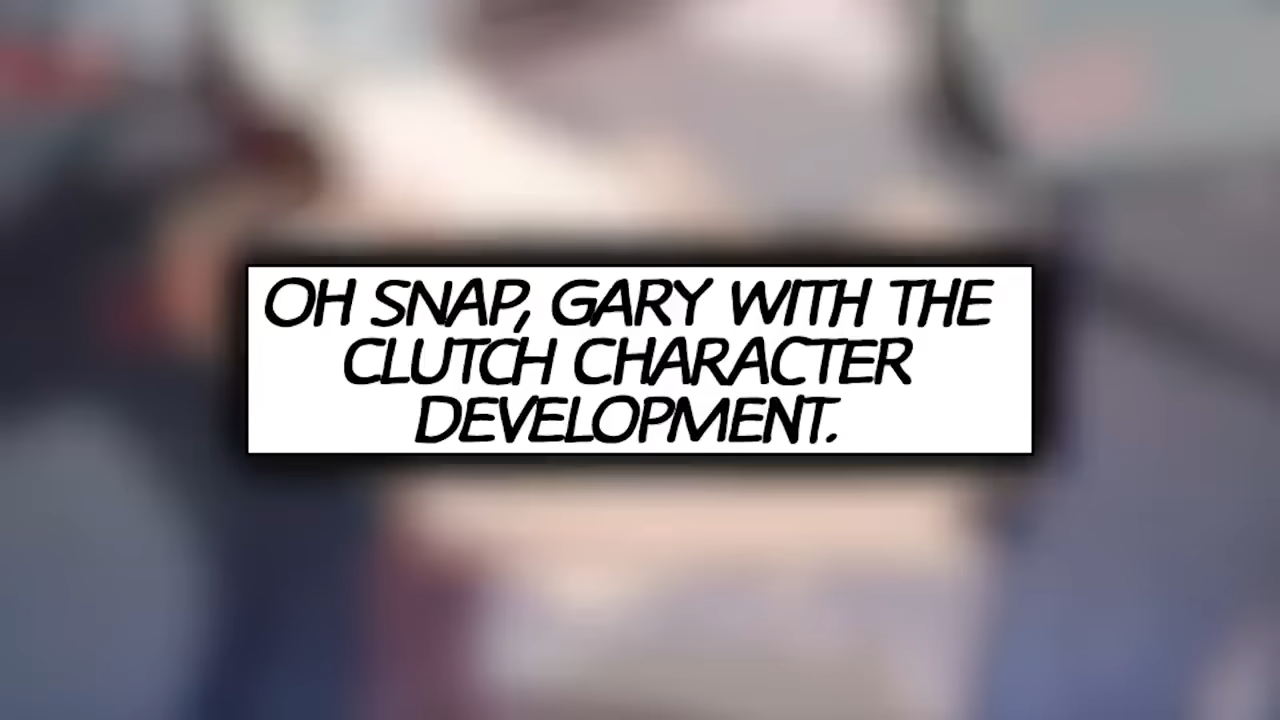 OH SNAP, GARY WITH THE
CLUTCH CHARACTER
DEVELOPMENT.